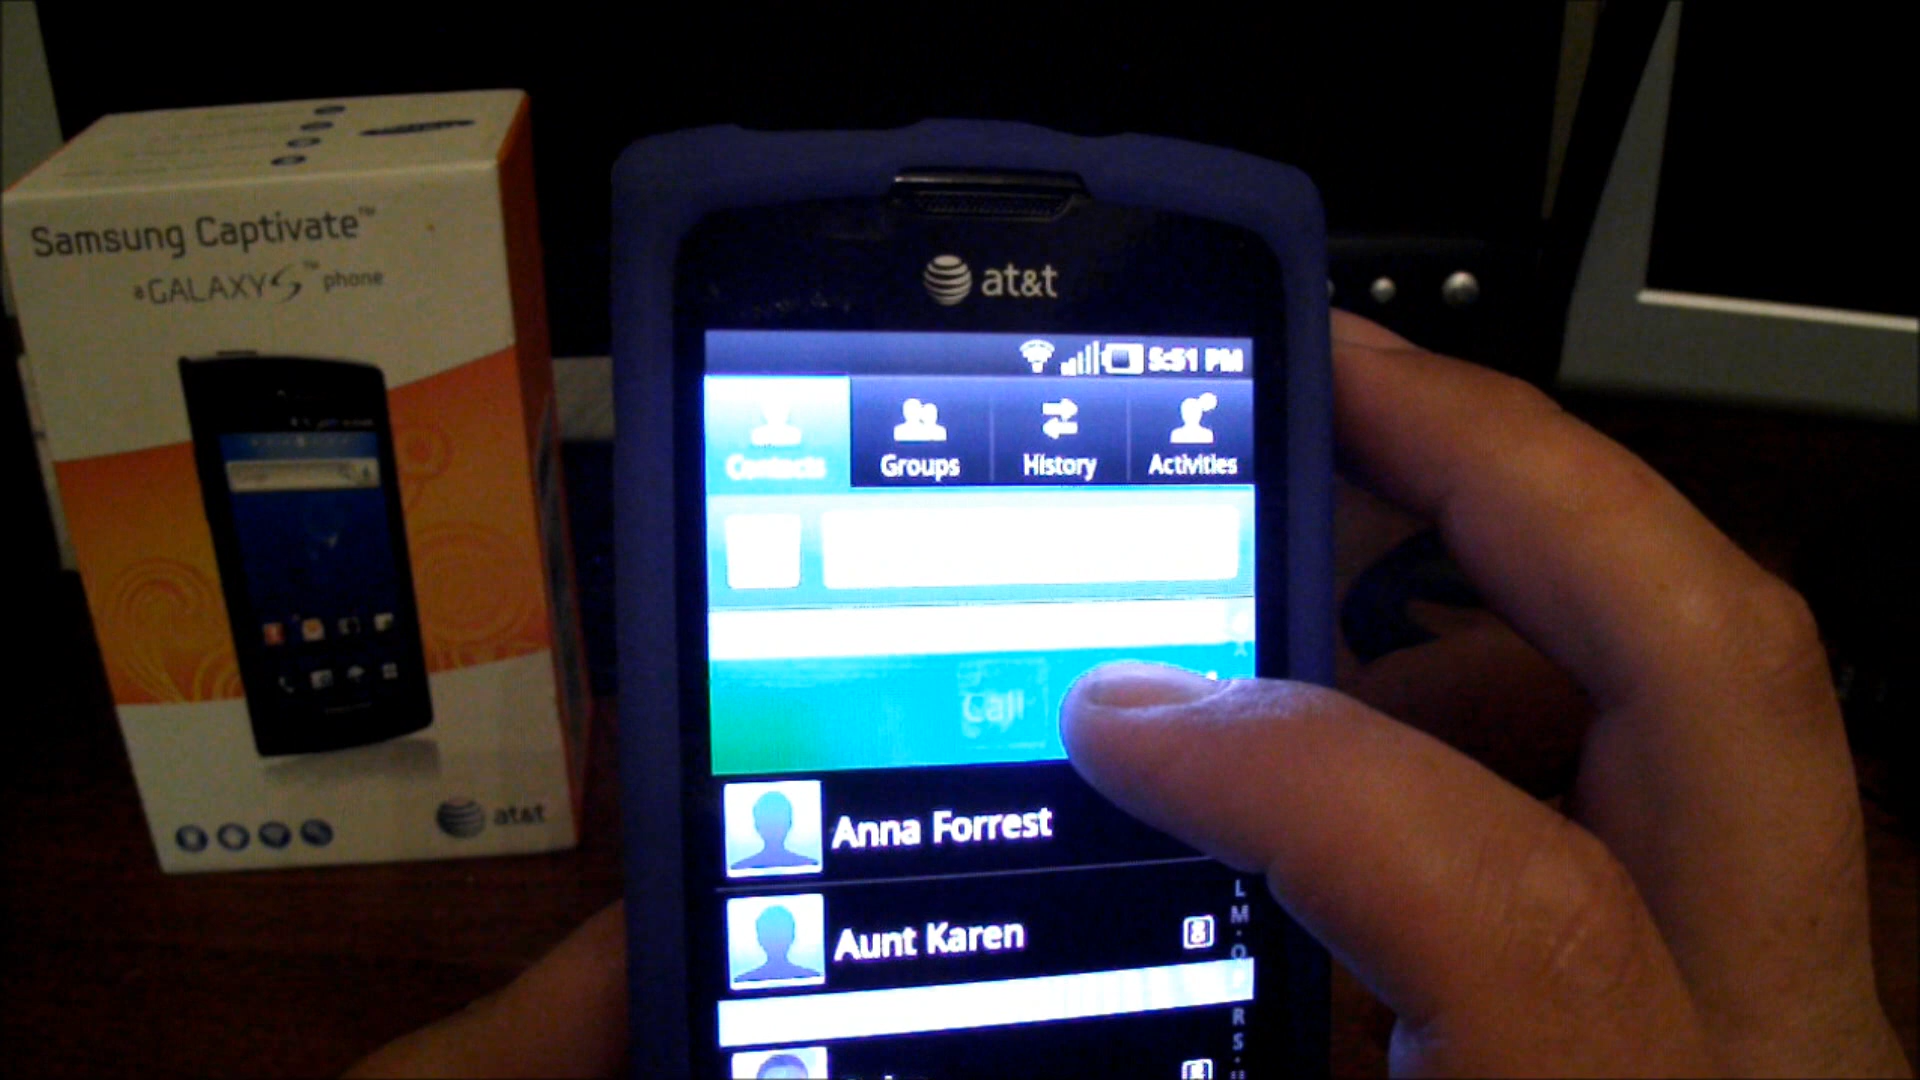 Samsung Captivate™
a GALAXY S™ phone
at&t
at&t
5:51 PM
Contacts
Groups
History
Activities
Call
Anna Forrest
Aunt Karen
L
M
O
P
R
S
U